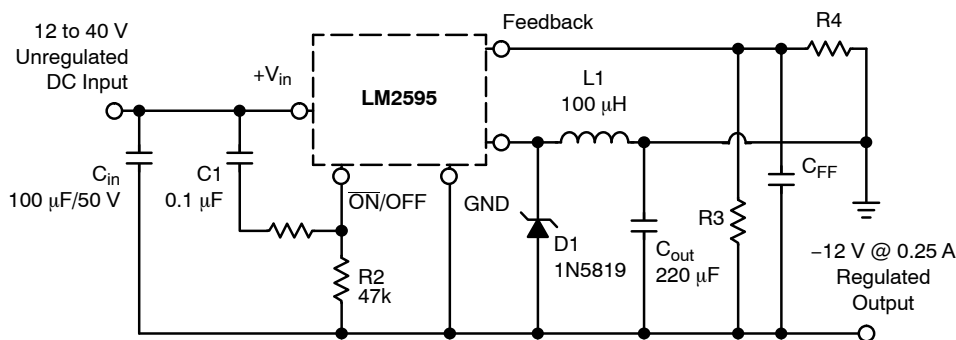 12 to 40 V
Unregulated
DC Input
+Vin
LM2595
Feedback
R4
L1
100 μH
Cin
100 μF/50 V
C1
0.1 μF
ON/OFF
GND
R2
47k
D1
1N5819
Cout
220 μF
R3
CFF
−12 V @ 0.25 A
Regulated
Output